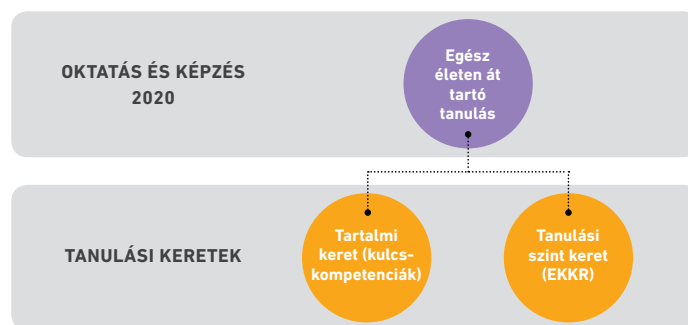 OKTATÁS ÉS KÉPZÉS
2020
Egész
életen át
tartó
tanulás
TANULÁSI KERETEK
Tartalmi
keret (kulcs-
kompetenciák)
Tanulási
szint keret
(EKKR)